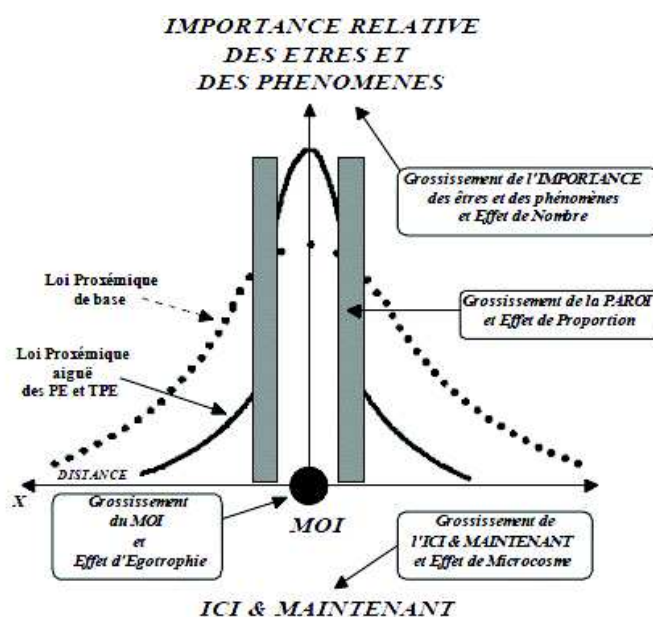 IMPORTANCE RELATIVE
DES ETRES ET
DES PHENOMENES
Grossissement de l'IMPORTANCE
des êtres et des phénomènes
et Effet de Nombre
Loi Proxémique
de base
Grossissement de la PAROI
et Effet de Proportion
Loi Proxémique
aiguë
des PE et TPE
DISTANCE
X
MOI
Grossissement
du MOI
et
Effet d'Egotrophie
Grossissement de
l'ICI & MAINTENANT
et Effet de Microcosme
ICI & MAINTENANT